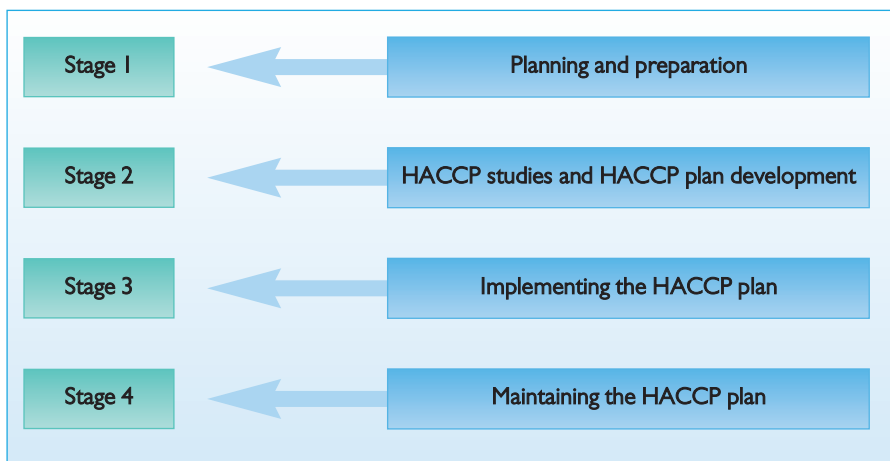 Stage 1
Planning and preparation
Stage 2
HACCP studies and HACCP plan development
Stage 3
Implementing the HACCP plan
Stage 4
Maintaining the HACCP plan